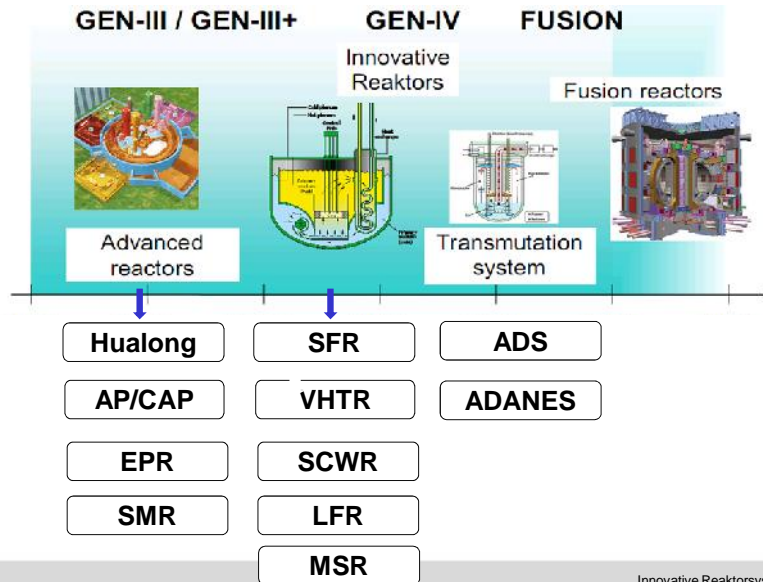 GEN-III / GEN-III+
GEN-IV
FUSION
Innovative
Reaktors
Fusion reactors
Advanced
reactors
Transmutation
system
Hualong
SFR
ADS
AP/CAP
VHTR
ADANES
EPR
SCWR
SMR
LFR
MSR